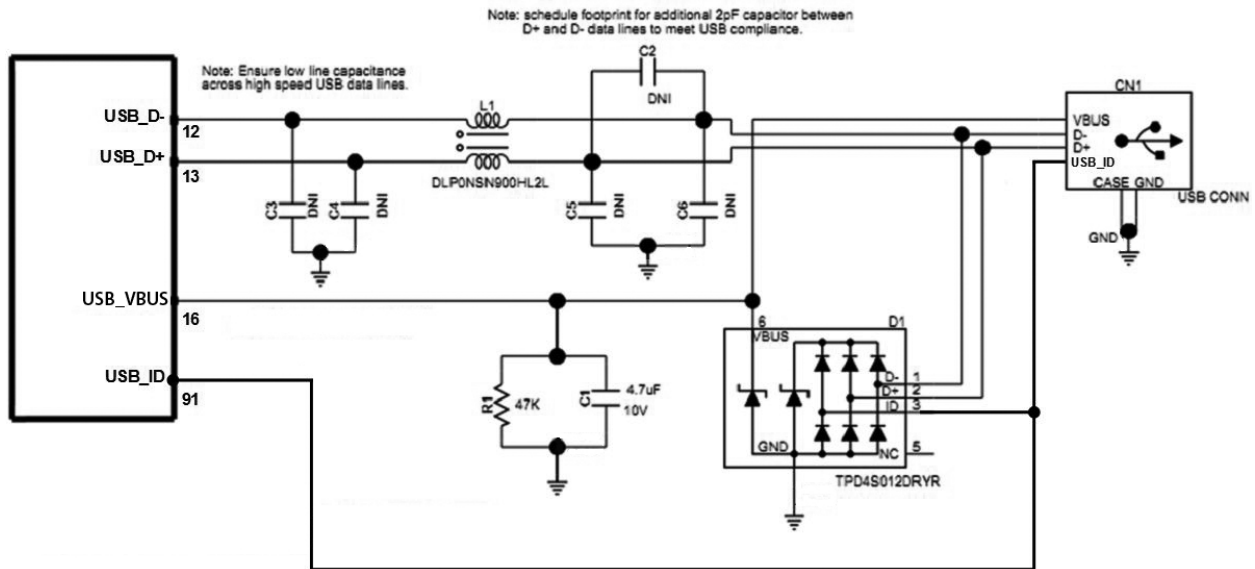 Note: schedule footprint for additional 2pF capacitor between
D+ and D- data lines to meet USB compliance.
Note: Ensure low line capacitance
across high speed USB data lines.
C2
DNI
USB_D-
12
USB_D+
13
L1
DLIP0NSIN900HL2L
C3
DNI
C4
DNI
C5
DNI
C6
DNI
CN1
VBUS
D-
D+
USB_ID
CASE GND
USB CONN
GND
USB_VBUS
16
USB_ID
91
R1
47K
C1
4.7uF
10V
6
D1
VBUS
D- 1
D+ 2
ID 3
GND
NC 5
TPD4S012DRYR